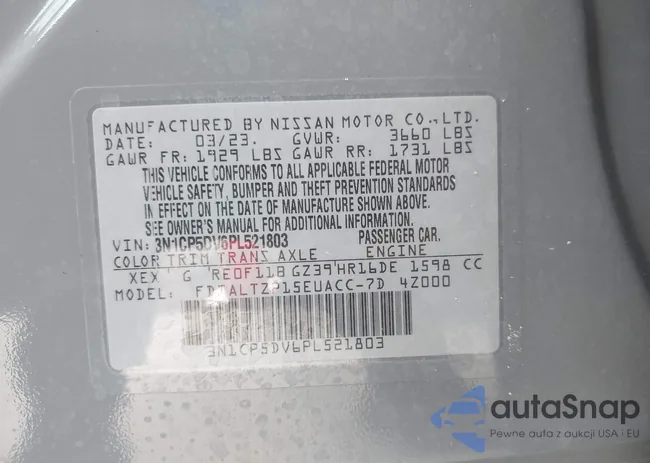 MANUFACTURED BY NISSAN MOTOR CO.,LTD.
DATE: 03/23. GVWR: 3660 LBS
GAWR FR: 1929 LBS GAWR RR: 1731 LBS
THIS VEHICLE CONFORMS TO ALL APPLICABLE FEDERAL MOTOR
VEHICLE SAFETY, BUMPER AND THEFT PREVENTION STANDARDS
IN EFFECT ON THE DATE OF MANUFACTURE SHOWN ABOVE.
SEE OWNER'S MANUAL FOR ADDITIONAL INFORMATION.
VIN: 3N1CP5DV6PL521803 PASSENGER CAR.
COLOR TRIM TRANS AXLE ENGINE
XEX G RE0F11B GZ39 HR16DE 1598 CC
MODEL: 4Z000
3N1CP5DV6PL521803
autaSnap
Pewne auta z aukcji USA i EU